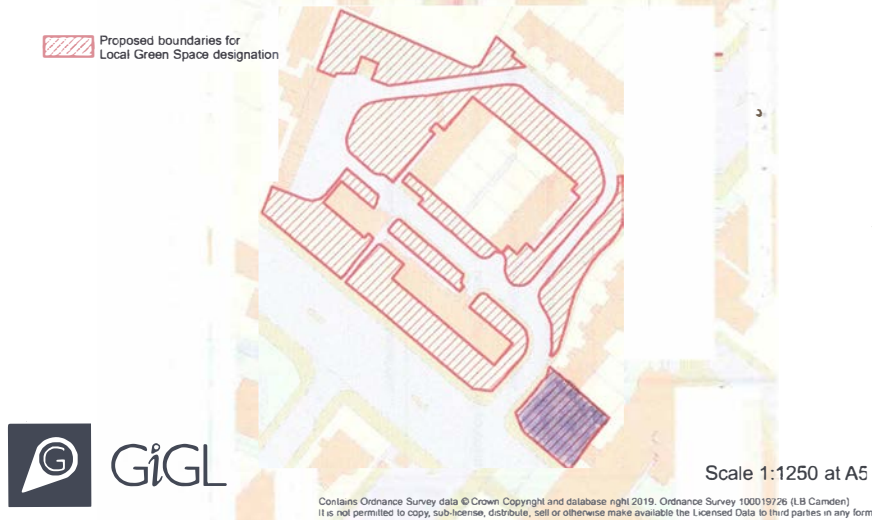 Proposed boundaries for
Local Green Space designation
G
GiGL
Scale 1:1250 at A5
Contains Ordnance Survey data © Crown Copyright and database right 2019. Ordnance Survey 100019726 (LB Camden)
It is not permitted to copy, sub-license, distribute, sell or otherwise make available the Licensed Data to third parties in any form